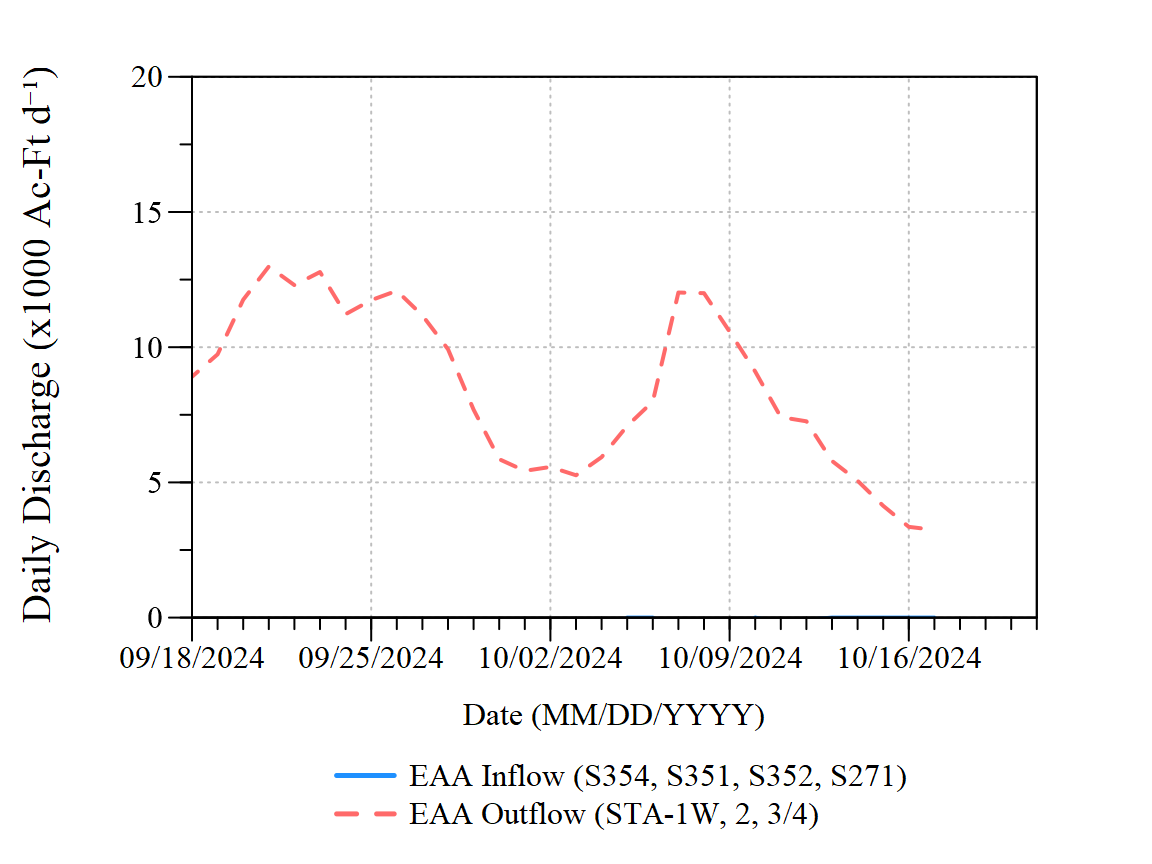 Daily Discharge (x1000 Ac-Ft d⁻¹)
20
15
10
5
0
09/18/2024 09/25/2024 10/02/2024 10/09/2024 10/16/2024
Date (MM/DD/YYYY)
EAA Inflow (S354, S351, S352, S271)
EAA Outflow (STA-1W, 2, 3/4)